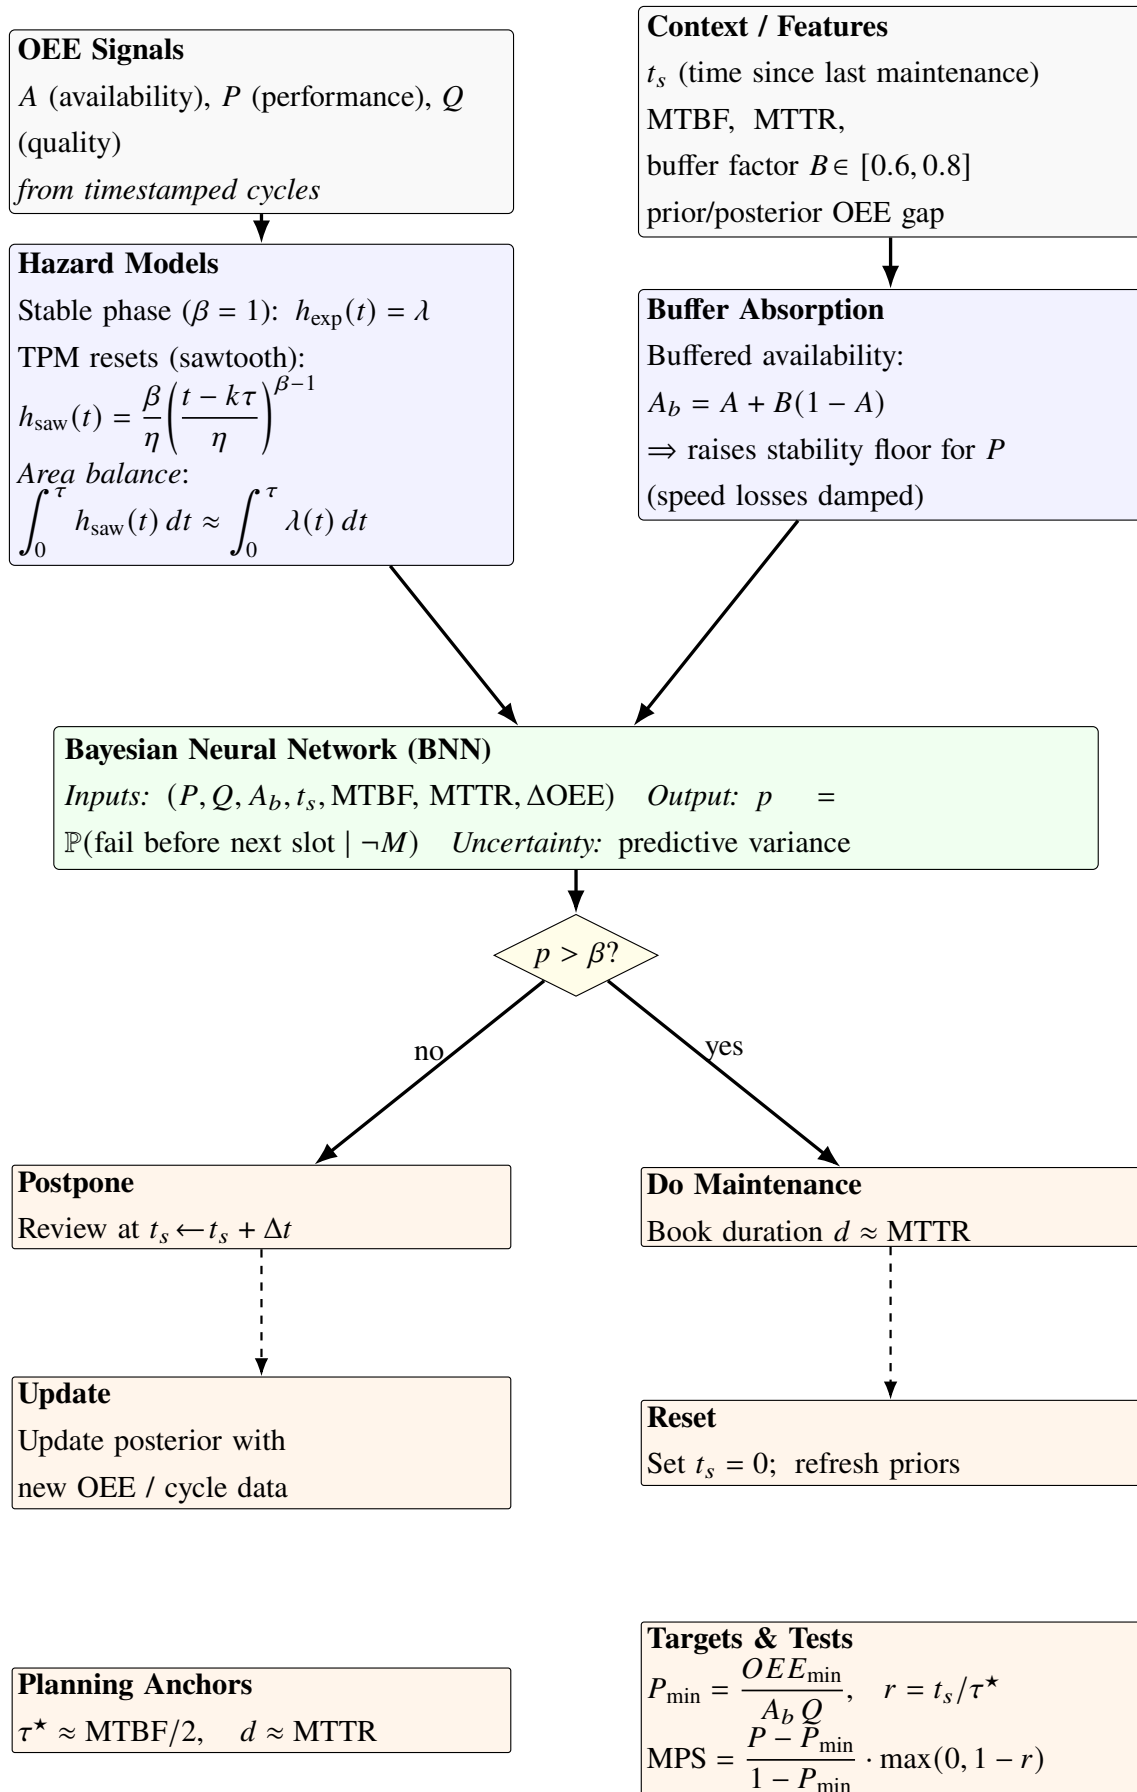 OEE Signals
A (availability), P (performance), Q
(quality)
from timestamped cycles
Context / Features
t_s (time since last maintenance)
MTBF, MTTR,
buffer factor B ∈ [0.6, 0.8]
prior/posterior OEE gap
Hazard Models
Stable phase (β = 1): h_exp(t) = λ
TPM resets (sawtooth):
h_saw(t) = \frac{β}{η} \left( \frac{t − kτ}{η} \right)^{β−1}
Area balance:
∫_0^τ h_saw(t) dt ≈ ∫_0^τ λ(t) dt
Buffer Absorption
Buffered availability:
A_b = A + B(1 − A)
⇒ raises stability floor for P
(speed losses damped)
Bayesian Neural Network (BNN)
Inputs: (P, Q, A_b, t_s, MTBF, MTTR, ΔOEE) Output: p =
ℙ(fail before next slot | ¬M) Uncertainty: predictive variance
p > β?
no
yes
Postpone
Review at t_s ← t_s + Δt
Do Maintenance
Book duration d ≈ MTTR
Update
Update posterior with
new OEE / cycle data
Reset
Set t_s = 0; refresh priors
Planning Anchors
τ^★ ≈ MTBF/2, d ≈ MTTR
Targets & Tests
P_min = \frac{OEE_min}{A_b Q}, r = t_s/τ^★
MPS = \frac{P − P_min}{1 − P_min} · max(0, 1 − r)